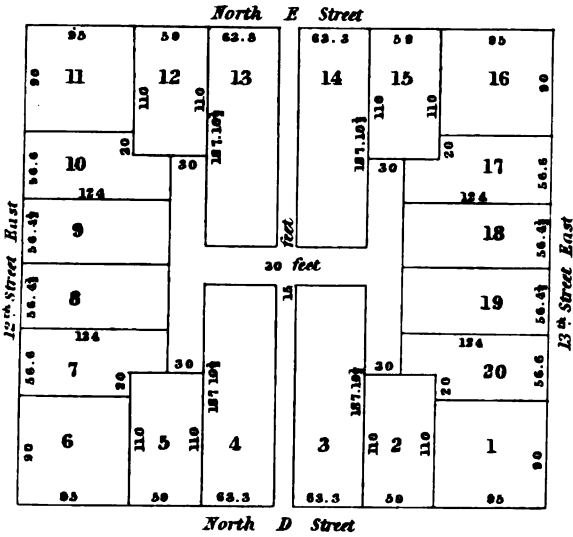 North E Street
95 59 63.3 63.3 59 95
90 11 12 13 14 15 16 90
110 110 187.10½ 187.10½ 110 110
20 30 30 20
56.6 10 17 56.6
124 124
56.4½ 9 18 56.4½
12th Street East feet 13th Street East
30 feet
56.4½ 8 15 19 56.4½
124 124
56.6 7 20 56.6
20 30 187.10½ 187.10½ 30 20
90 6 110 5 110 4 3 110 2 110 1 90
95 59 63.3 63.3 59 95
North D Street